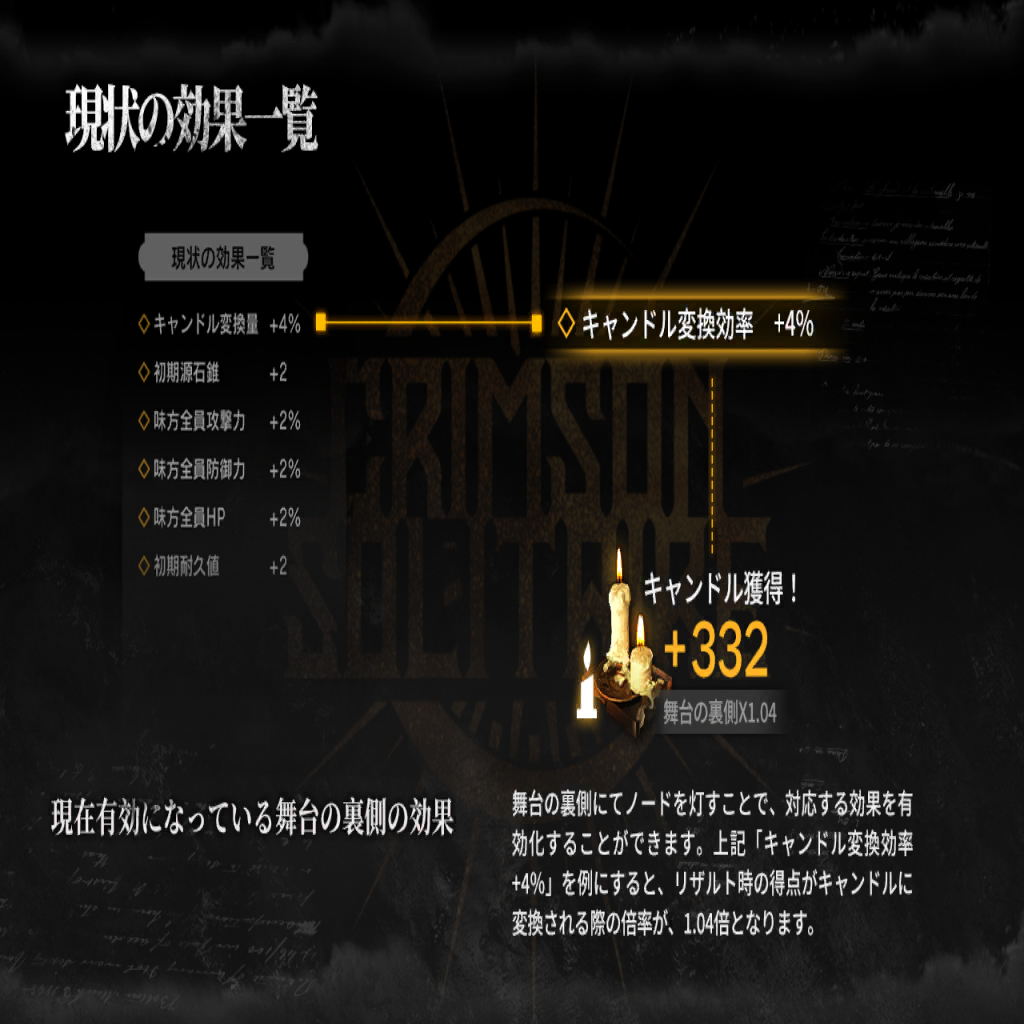 現状の効果一覧
現状の効果一覧
キャンドル変換量 +4%
初期源石錐 +2
味方全員攻撃力 +2%
味方全員防御力 +2%
味方全員HP +2%
初期耐久値 +2
キャンドル変換効率 +4%
CRIMSON
SOLITAIRE
キャンドル獲得！
+332
舞台の裏側X1.04
現在有効になっている舞台の裏側の効果
舞台の裏側にてノードを灯すことで、対応する効果を有
効化することができます。上記「キャンドル変換効率
+4%」を例にすると、リザルト時の得点がキャンドルに
変換される際の倍率が、1.04倍となります。